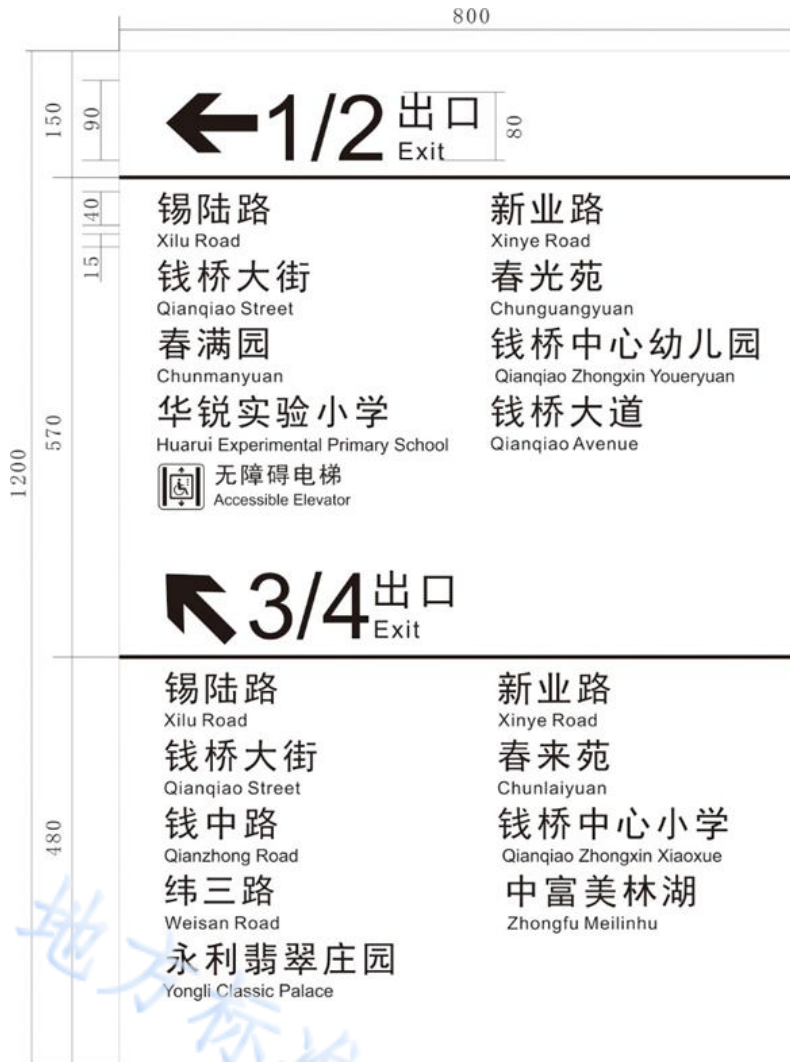 800
150
90
1/2 出口
Exit
80
40
15
锡陆路
Xilu Road
新业路
Xinye Road
钱桥大街
Qianqiao Street
春光苑
Chunguangyuan
春满园
Chunmanyuan
钱桥中心幼儿园
Qianqiao Zhongxin Youeryuan
华锐实验小学
Huarui Experimental Primary School
钱桥大道
Qianqiao Avenue
无障碍电梯
Accessible Elevator
570
1200
3/4 出口
Exit
锡陆路
Xilu Road
新业路
Xinye Road
钱桥大街
Qianqiao Street
春来苑
Chunlaiyuan
钱中路
Qianzhong Road
钱桥中心小学
Qianqiao Zhongxin Xiaoxue
纬三路
Weisan Road
中富美林湖
Zhongfu Meilinhu
永利翡翠庄园
Yongli Classic Palace
480
地方标准